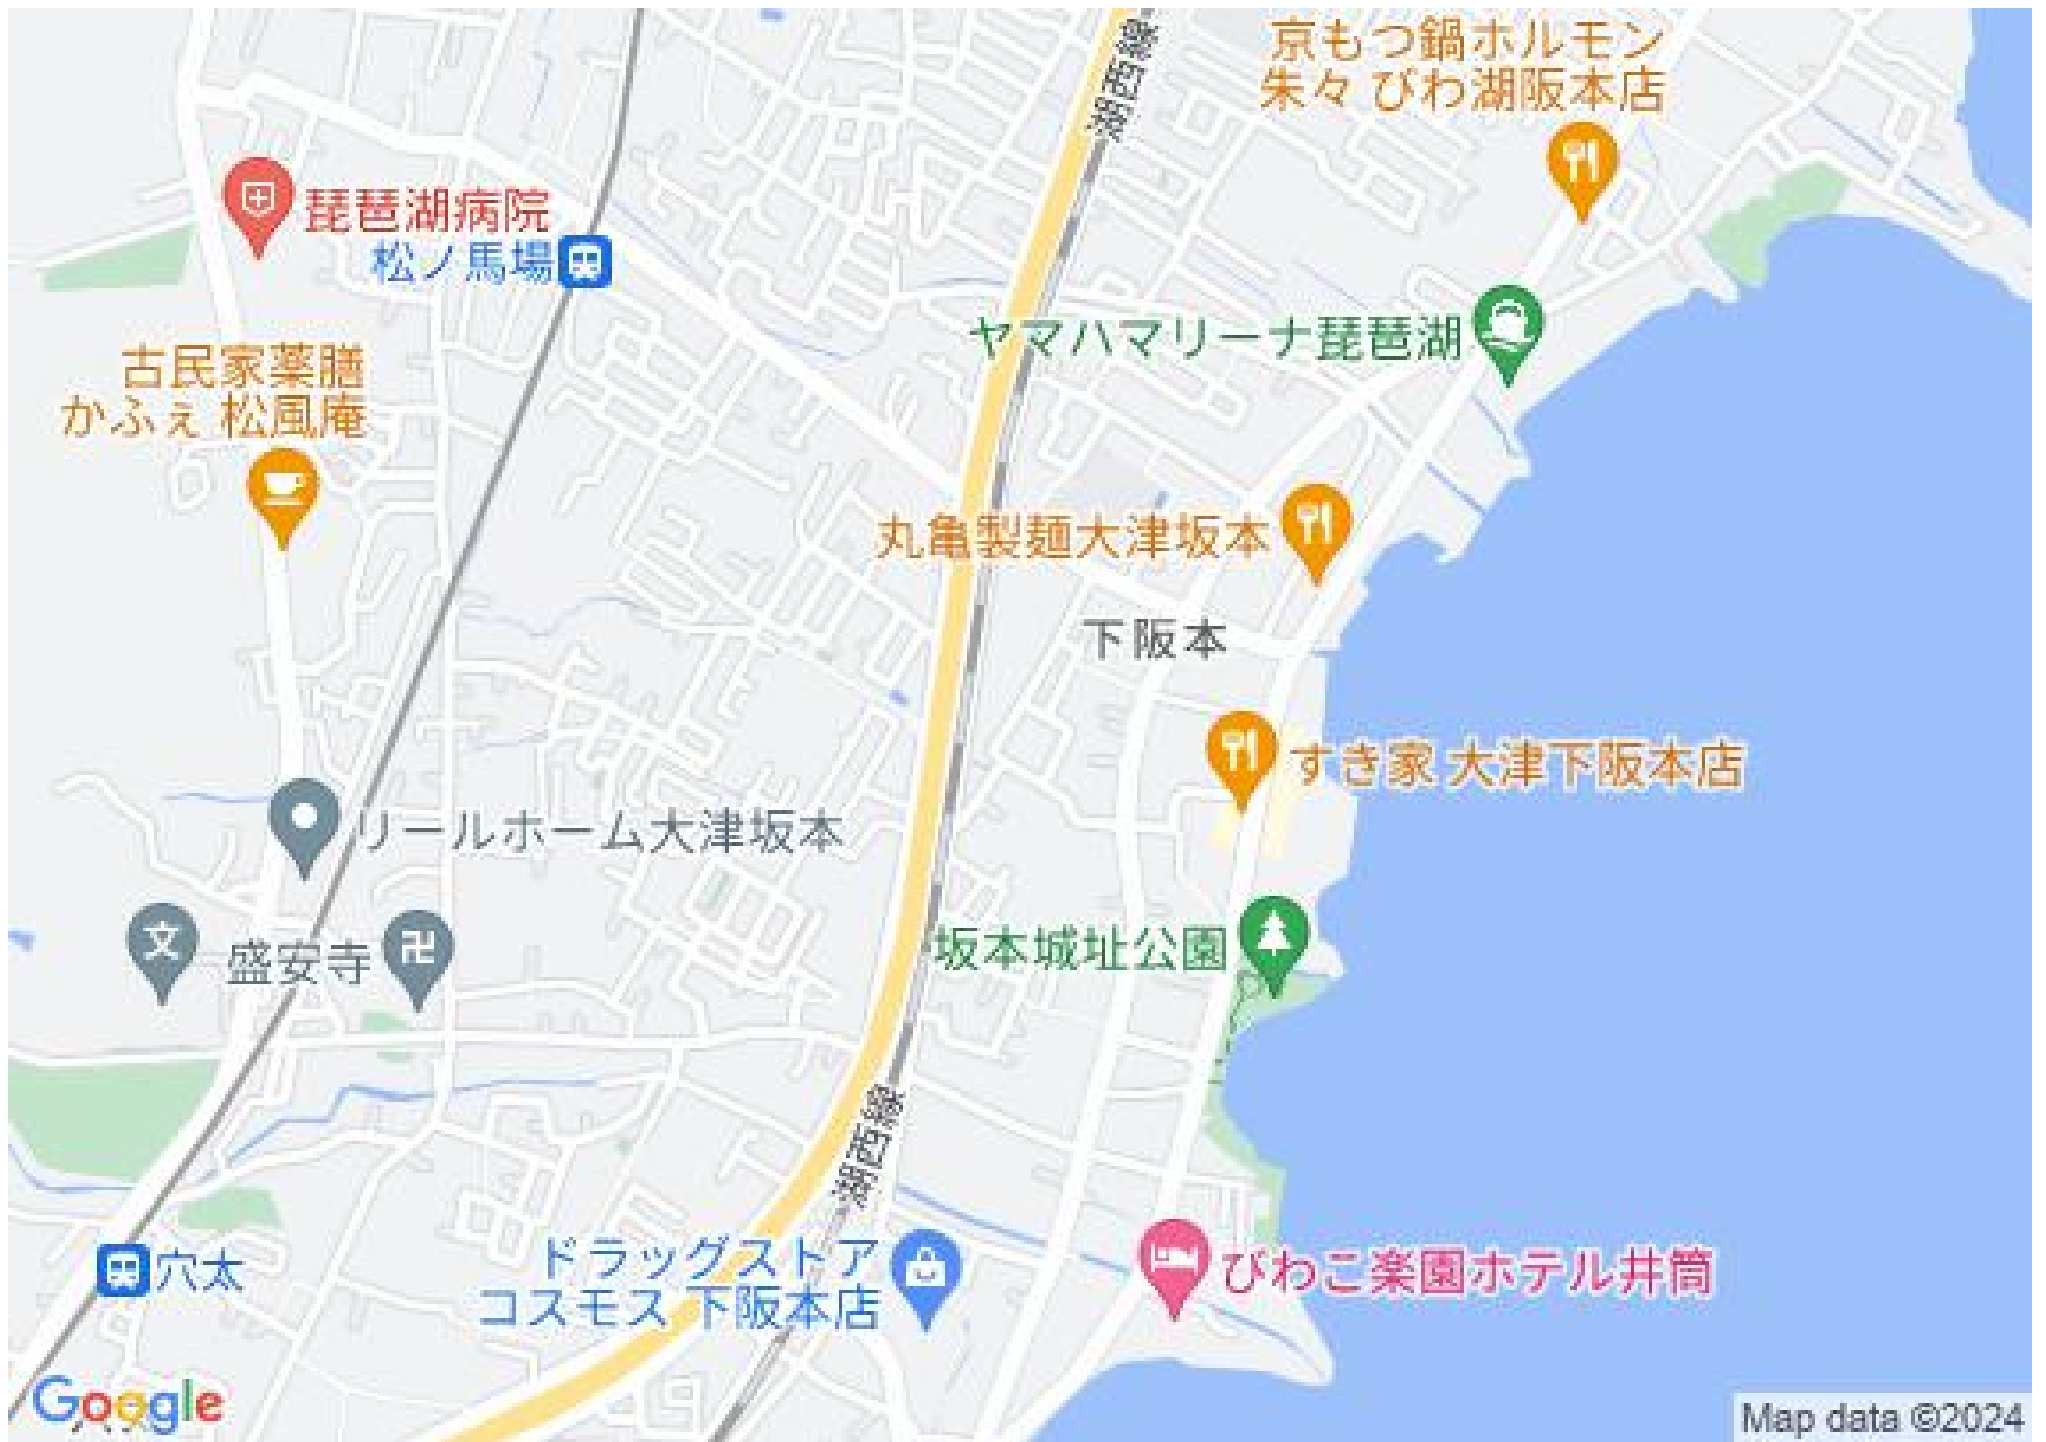 京もつ鍋ホルモン
朱々 びわ湖阪本店
湖西線
琵琶湖病院
松ノ馬場
ヤマハマリーナ琵琶湖
古民家薬膳
かふぇ 松風庵
丸亀製麺大津坂本
下阪本
すき家 大津下阪本店
リールホーム大津坂本
文
盛安寺
卍
坂本城址公園
湖西線
穴太
ドラッグストア
コスモス 下阪本店
びわこ楽園ホテル井筒
Google
Map data ©2024